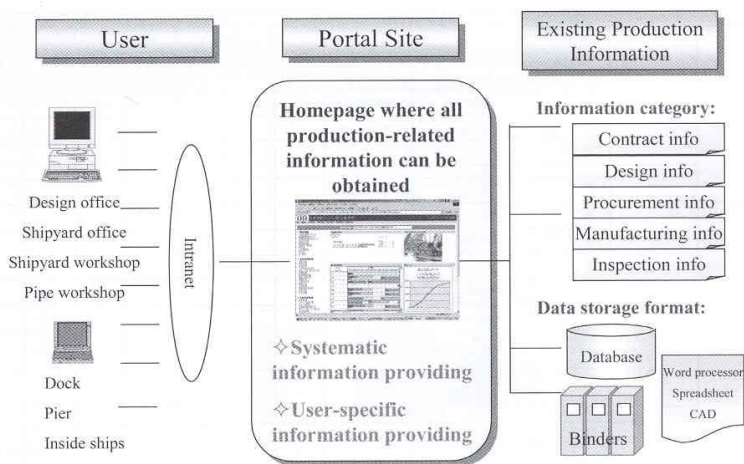 User
Portal Site
Existing Production
Information
Design office
Shipyard office
Shipyard workshop
Pipe workshop
Dock
Pier
Inside ships
Intranet
Homepage where all
production-related
information can be
obtained
✧Systematic
information providing
✧User-specific
information providing
Information category:
Contract info
Design info
Procurement info
Manufacturing info
Inspection info
Data storage format:
Database
Binders
Word processor
Spreadsheet
CAD